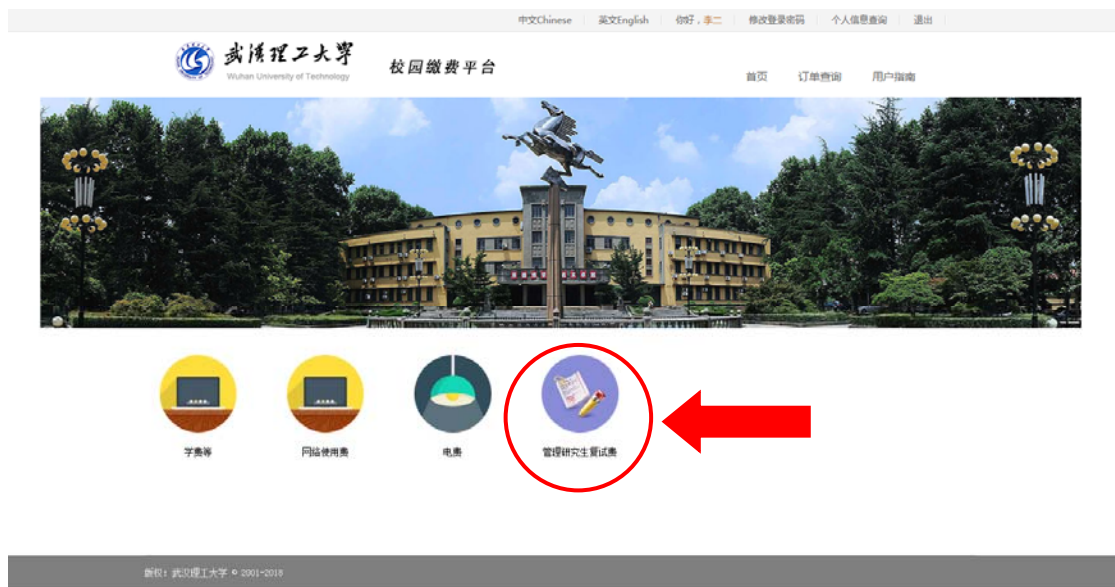 中文Chinese 英文English 你好，李二 修改登录密码 个人信息查询 退出
武汉理工大学
Wuhan University of Technology
校园缴费平台
首页 订单查询 用户指南
学费等 网络使用费 电费 管理研究生复试费
版权：武汉理工大学 © 2001-2018